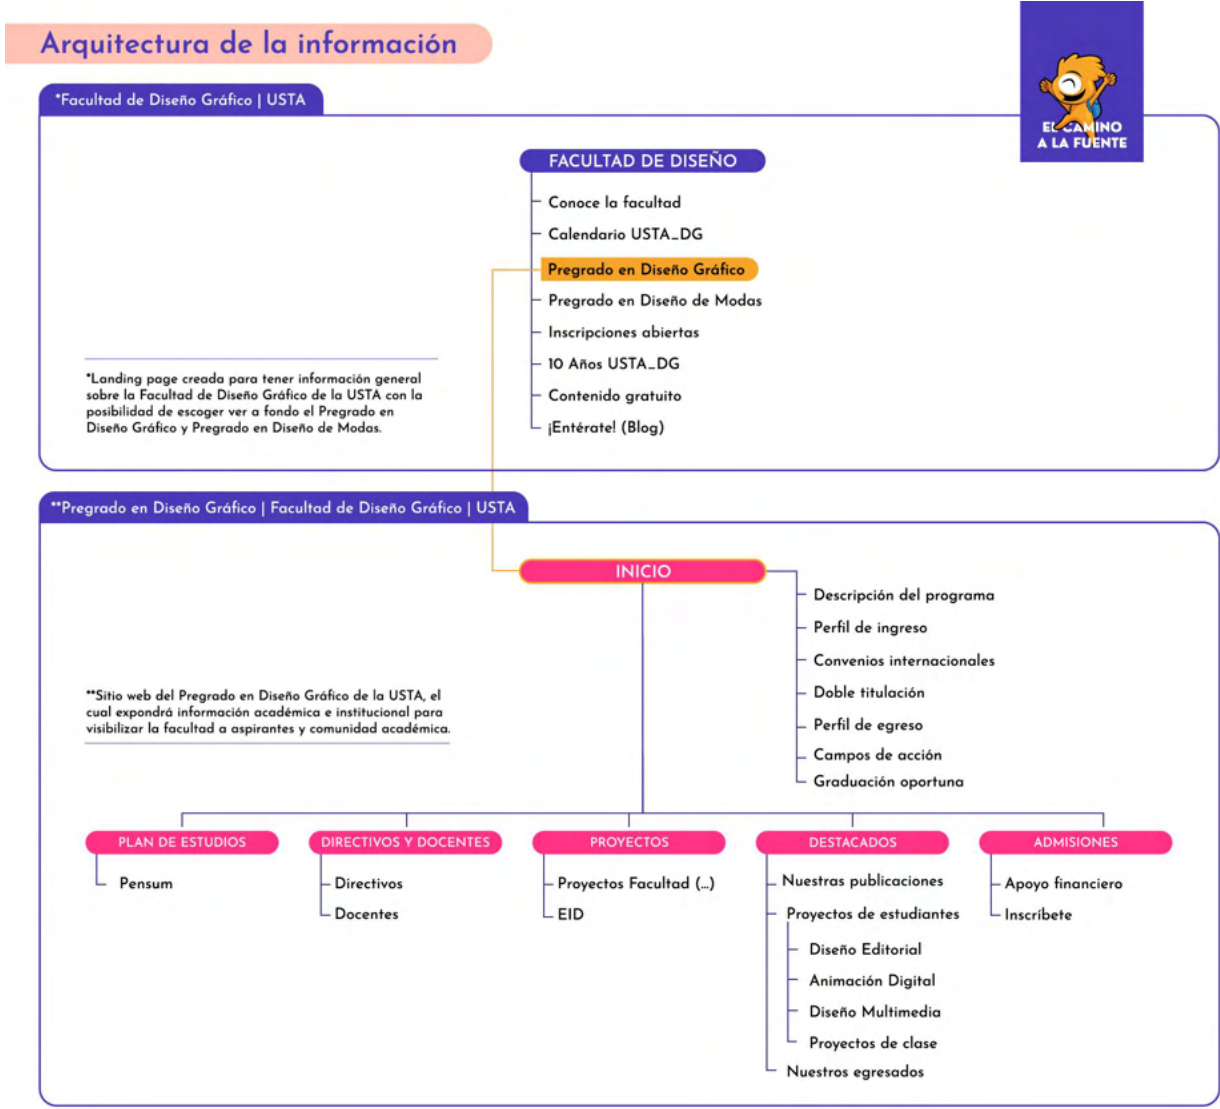 Arquitectura de la información
EL CAMINO
A LA FUENTE
*Facultad de Diseño Gráfico | USTA
FACULTAD DE DISEÑO
Conoce la facultad
Calendario USTA_DG
Pregrado en Diseño Gráfico
Pregrado en Diseño de Modas
Inscripciones abiertas
10 Años USTA_DG
Contenido gratuito
¡Entérate! (Blog)
*Landing page creada para tener información general
sobre la Facultad de Diseño Gráfico de la USTA con la
posibilidad de escoger ver a fondo el Pregrado en
Diseño Gráfico y Pregrado en Diseño de Modas.
**Pregrado en Diseño Gráfico | Facultad de Diseño Gráfico | USTA
INICIO
Descripción del programa
Perfil de ingreso
Convenios internacionales
Doble titulación
Perfil de egreso
Campos de acción
Graduación oportuna
**Sitio web del Pregrado en Diseño Gráfico de la USTA, el
cual expondrá información académica e institucional para
visibilizar la facultad a aspirantes y comunidad académica.
PLAN DE ESTUDIOS
Pensum
DIRECTIVOS Y DOCENTES
Directivos
Docentes
PROYECTOS
Proyectos Facultad (...)
EID
DESTACADOS
Nuestras publicaciones
Proyectos de estudiantes
Diseño Editorial
Animación Digital
Diseño Multimedia
Proyectos de clase
Nuestros egresados
ADMISIONES
Apoyo financiero
Inscríbete